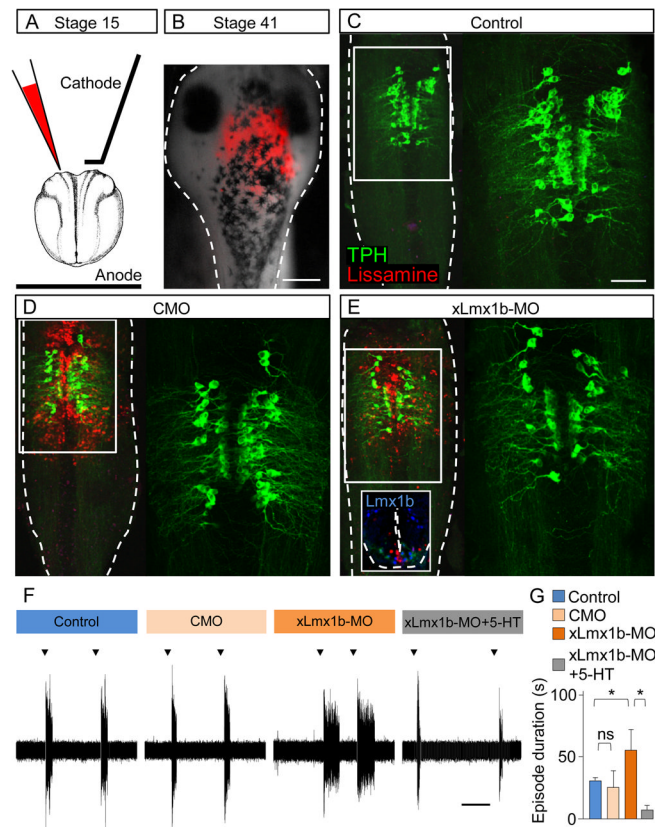 A Stage 15
B Stage 41
C Control
Cathode
Anode
TPH
Lissamine
D CMO
E xLmx1b-MO
Lmx1b
F
Control CMO xLmx1b-MO xLmx1b-MO+5-HT
G
Control
CMO
xLmx1b-MO
xLmx1b-MO
+5-HT
Episode duration (s)
100
50
0
ns
*
*